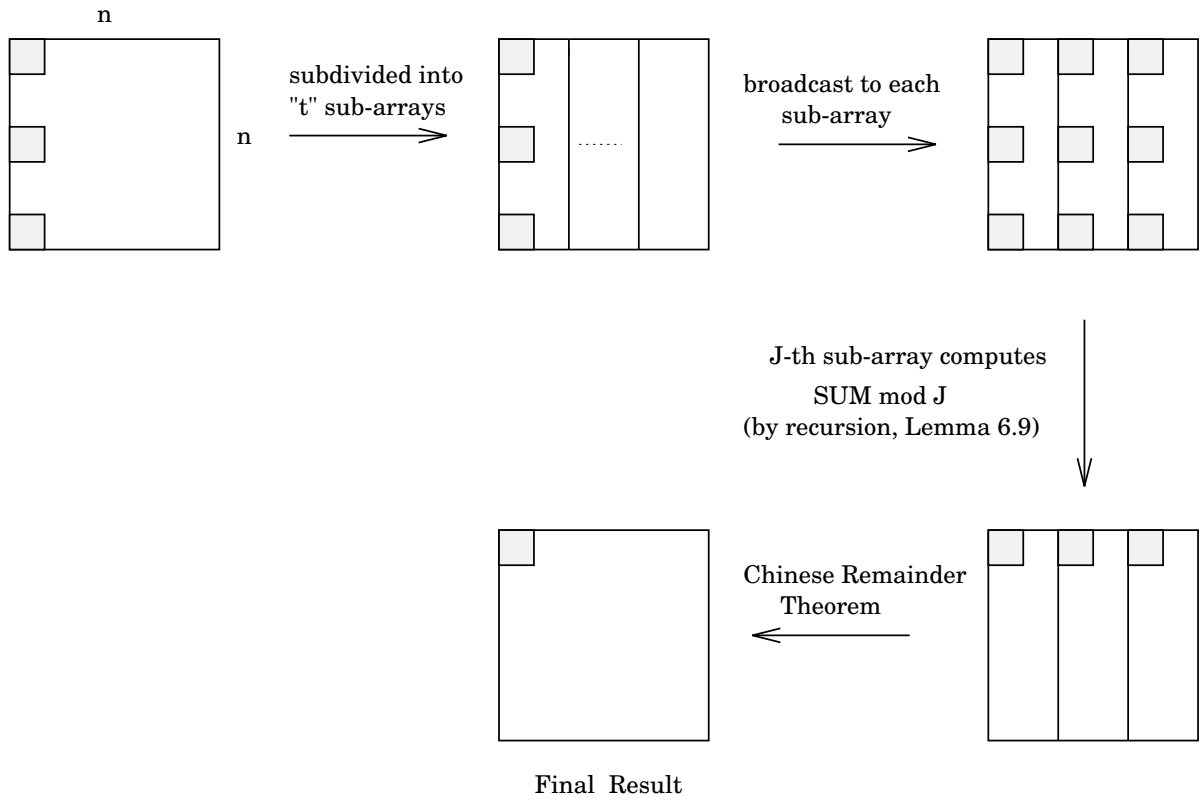 n
n
subdivided into
"t" sub-arrays
broadcast to each
sub-array
J-th sub-array computes
SUM mod J
(by recursion, Lemma 6.9)
Chinese Remainder
Theorem
Final Result